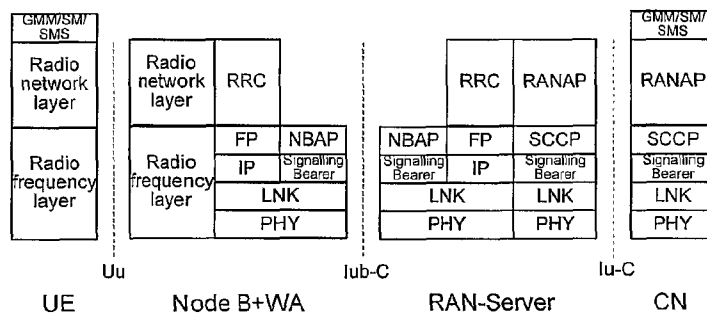 GMM/SM/
SMS
Radio
network
layer
Radio
frequency
layer
Radio
network
layer
RRC
Radio
frequency
layer
FP
NBAP
IP
Signalling
Bearer
LNK
PHY
RRC
RANAP
NBAP
FP
SCCP
Signalling
Bearer
IP
Signalling
Bearer
LNK
LNK
PHY
PHY
GMM/SM/
SMS
RANAP
SCCP
Signalling
Bearer
LNK
PHY
Uu
Iub-C
Iu-C
UE
Node B+WA
RAN-Server
CN